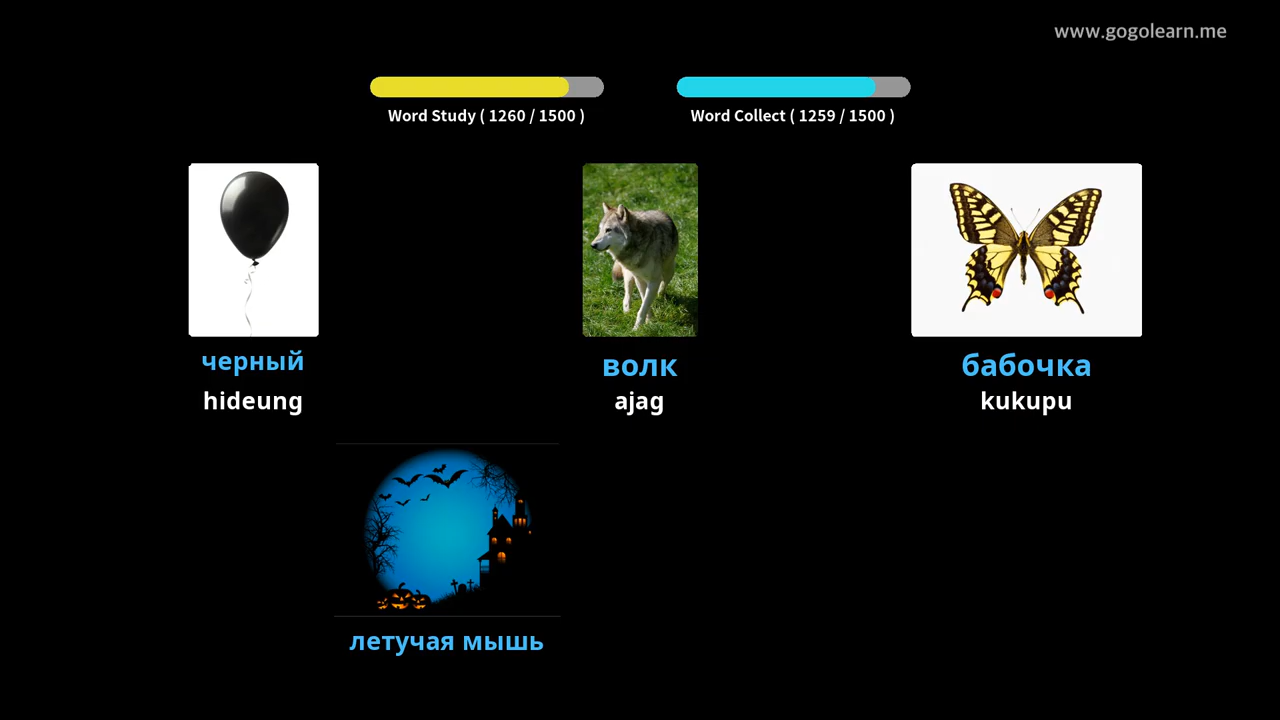 www.gogolearn.me
Word Study ( 1260 / 1500 )
Word Collect ( 1259 / 1500 )
черный
волк
бабочка
hideung
ajag
kukupu
летучая мышь